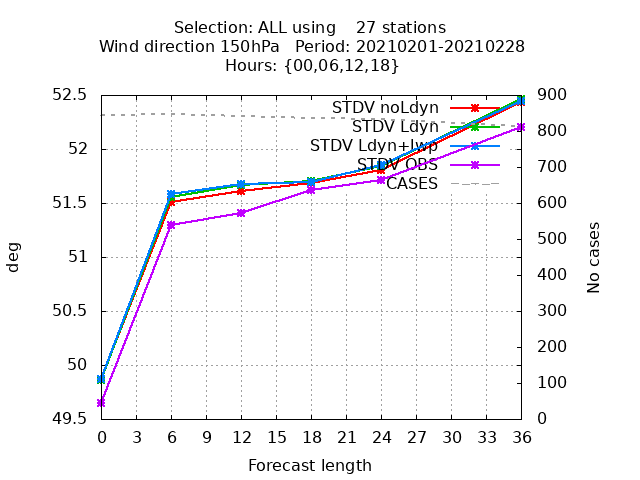 Selection: ALL using    27 stations
Wind direction 150hPa   Period: 20210201-20210228
Hours: {00,06,12,18}
STDV noLdyn
STDV Ldyn
STDV Ldyn+lwp
STDV OBS
CASES
deg
52.5
52
51.5
51
50.5
50
49.5
No cases
900
800
700
600
500
400
300
200
100
0
0 3 6 9 12 15 18 21 24 27 30 33 36
Forecast length